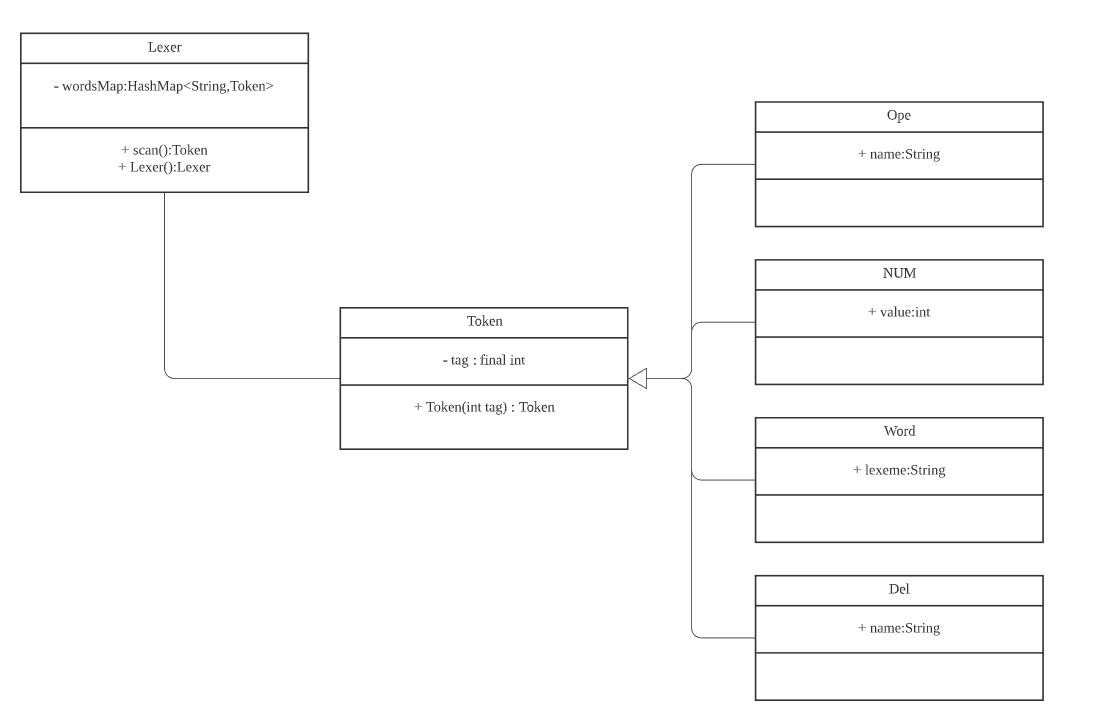 Lexer
- wordsMap:HashMap<String,Token>
+ scan():Token
+ Lexer():Lexer
Token
- tag : final int
+ Token(int tag) : Token
Ope
+ name:String
NUM
+ value:int
Word
+ lexeme:String
Del
+ name:String